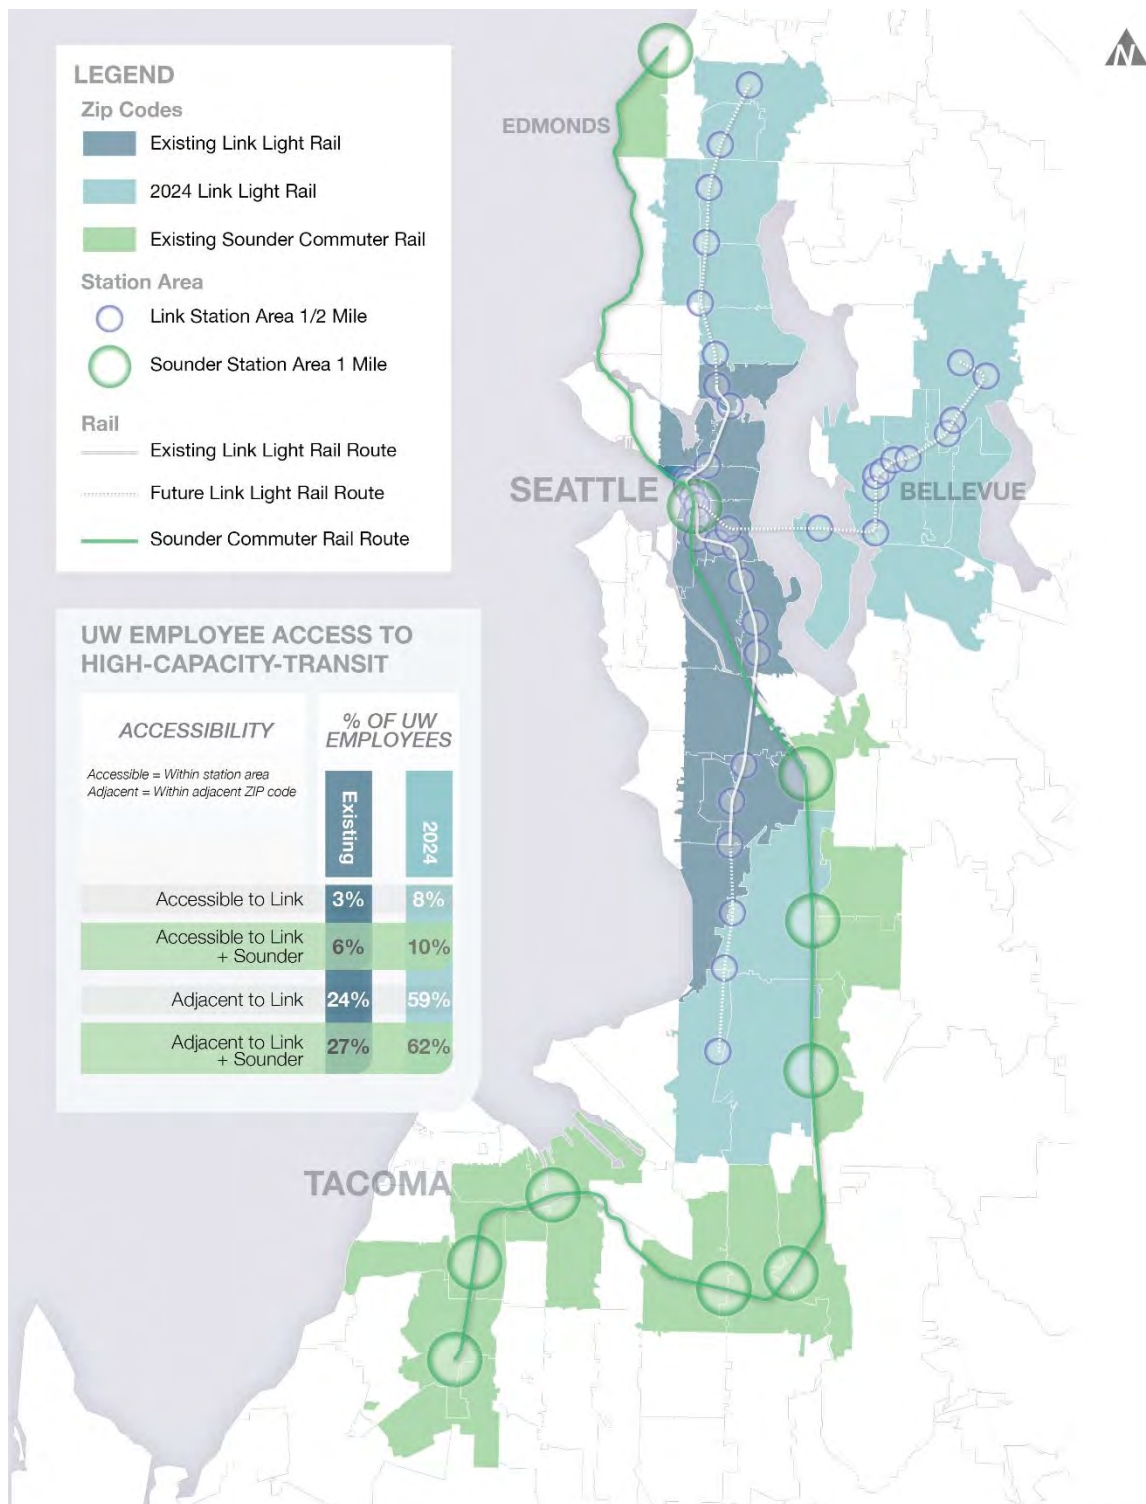 LEGEND
Zip Codes
Existing Link Light Rail
2024 Link Light Rail
Existing Sounder Commuter Rail
Station Area
Link Station Area 1/2 Mile
Sounder Station Area 1 Mile
Rail
Existing Link Light Rail Route
Future Link Light Rail Route
Sounder Commuter Rail Route
N
EDMONDS
SEATTLE
BELLEVUE
TACOMA
UW EMPLOYEE ACCESS TO
HIGH-CAPACITY-TRANSIT
ACCESSIBILITY
% OF UW
EMPLOYEES
Accessible = Within station area
Adjacent = Within adjacent ZIP code
Existing
2024
Accessible to Link 3% 8%
Accessible to Link
+ Sounder 6% 10%
Adjacent to Link 24% 59%
Adjacent to Link
+ Sounder 27% 62%